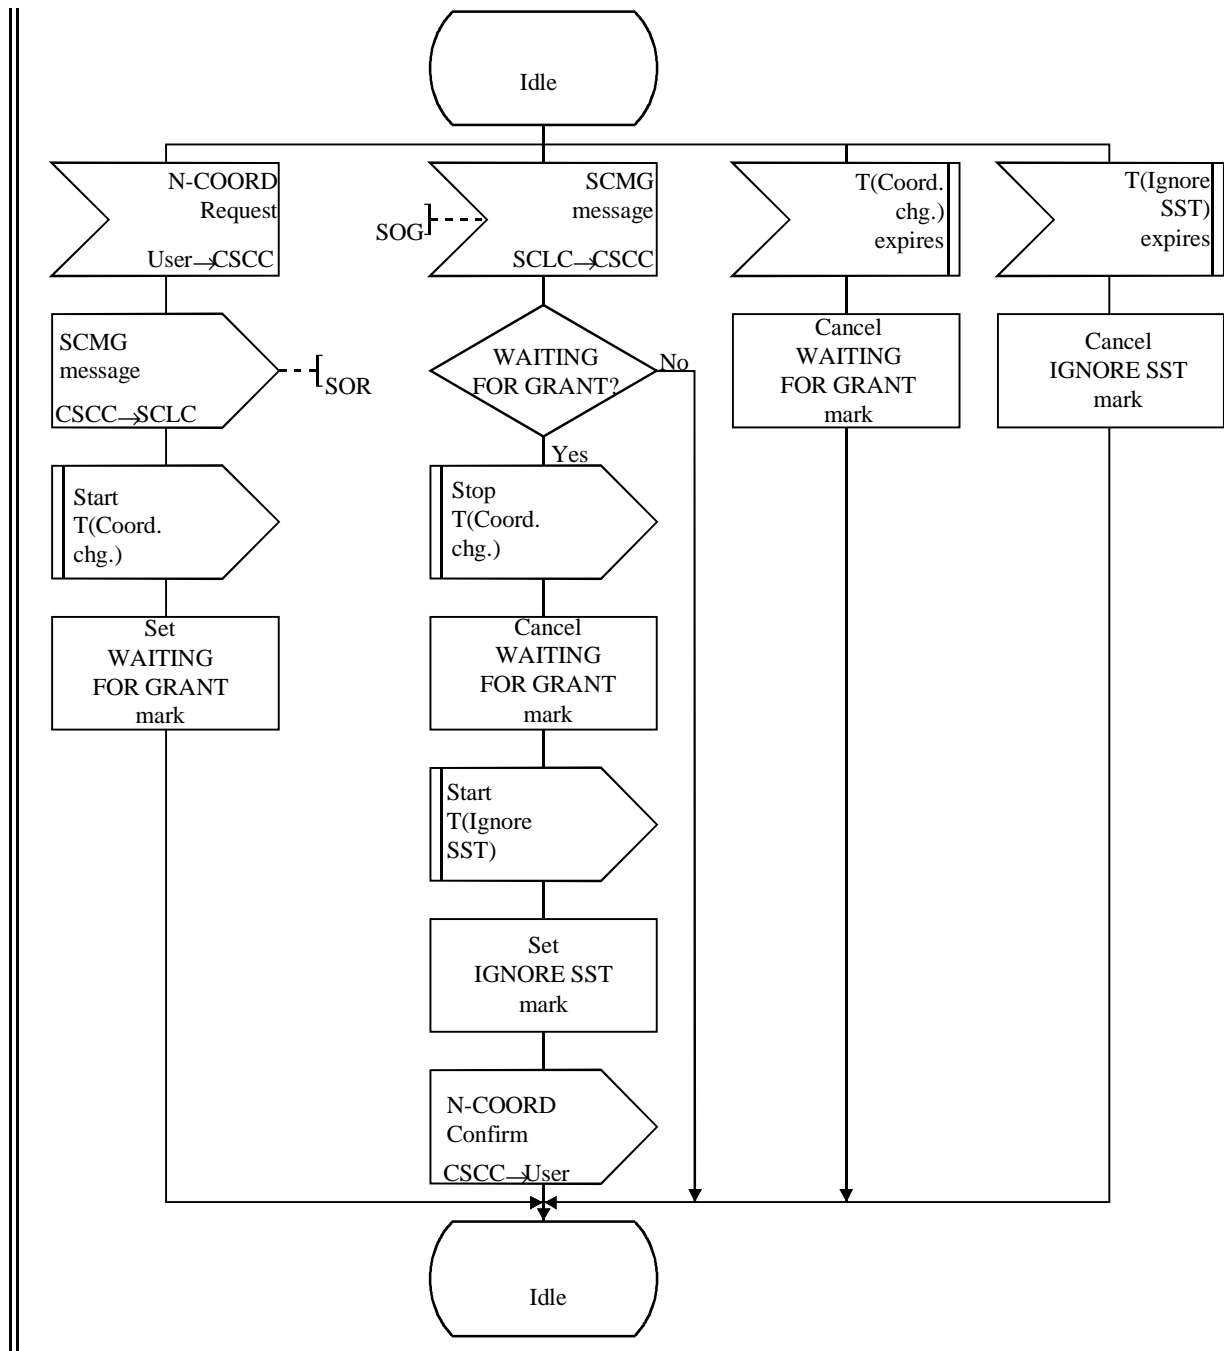 Idle
N-COORD
Request
User→CSCC
SOG
SCMG
message
SCLC→CSCC
T(Coord.
chg.)
expires
T(Ignore
SST)
expires
SCMG
message
CSCC→SCLC
SOR
WAITING
FOR GRANT?
No
Yes
Cancel
WAITING
FOR GRANT
mark
Cancel
IGNORE SST
mark
Start
T(Coord.
chg.)
Stop
T(Coord.
chg.)
Set
WAITING
FOR GRANT
mark
Cancel
WAITING
FOR GRANT
mark
Start
T(Ignore
SST)
Set
IGNORE SST
mark
N-COORD
Confirm
CSCC→User
Idle